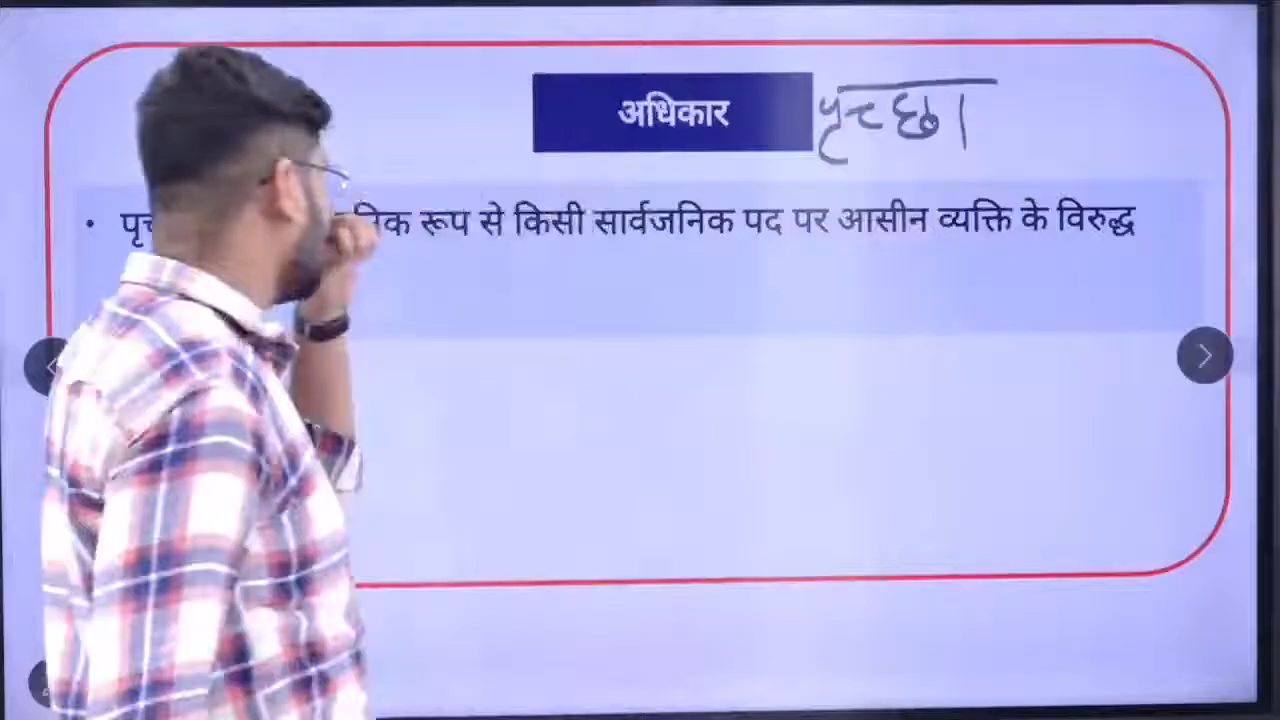 अधिकार पृच्छा
निक रूप से किसी सार्वजनिक पद पर आसीन व्यक्ति के विरुद्ध